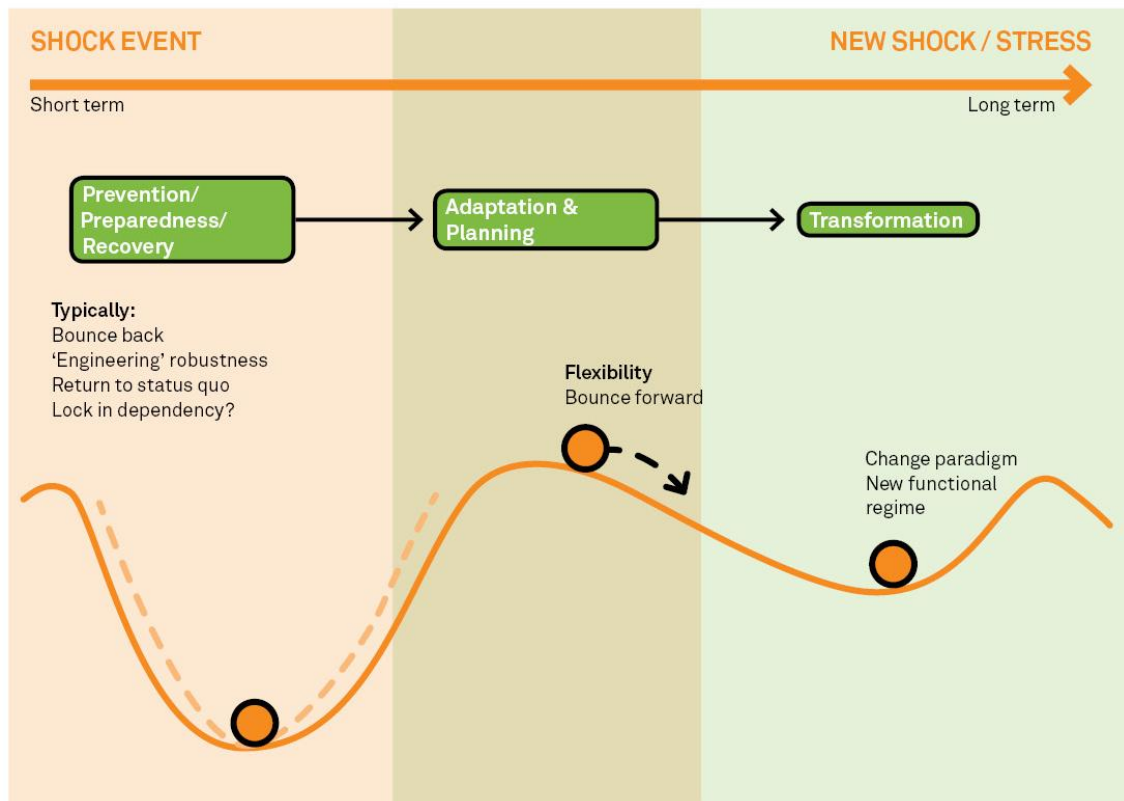 SHOCK EVENT
NEW SHOCK / STRESS
Short term
Long term
Prevention/
Preparedness/
Recovery
Adaptation &
Planning
Transformation
Typically:
Bounce back
‘Engineering’ robustness
Return to status quo
Lock in dependency?
Flexibility
Bounce forward
Change paradigm
New functional
regime